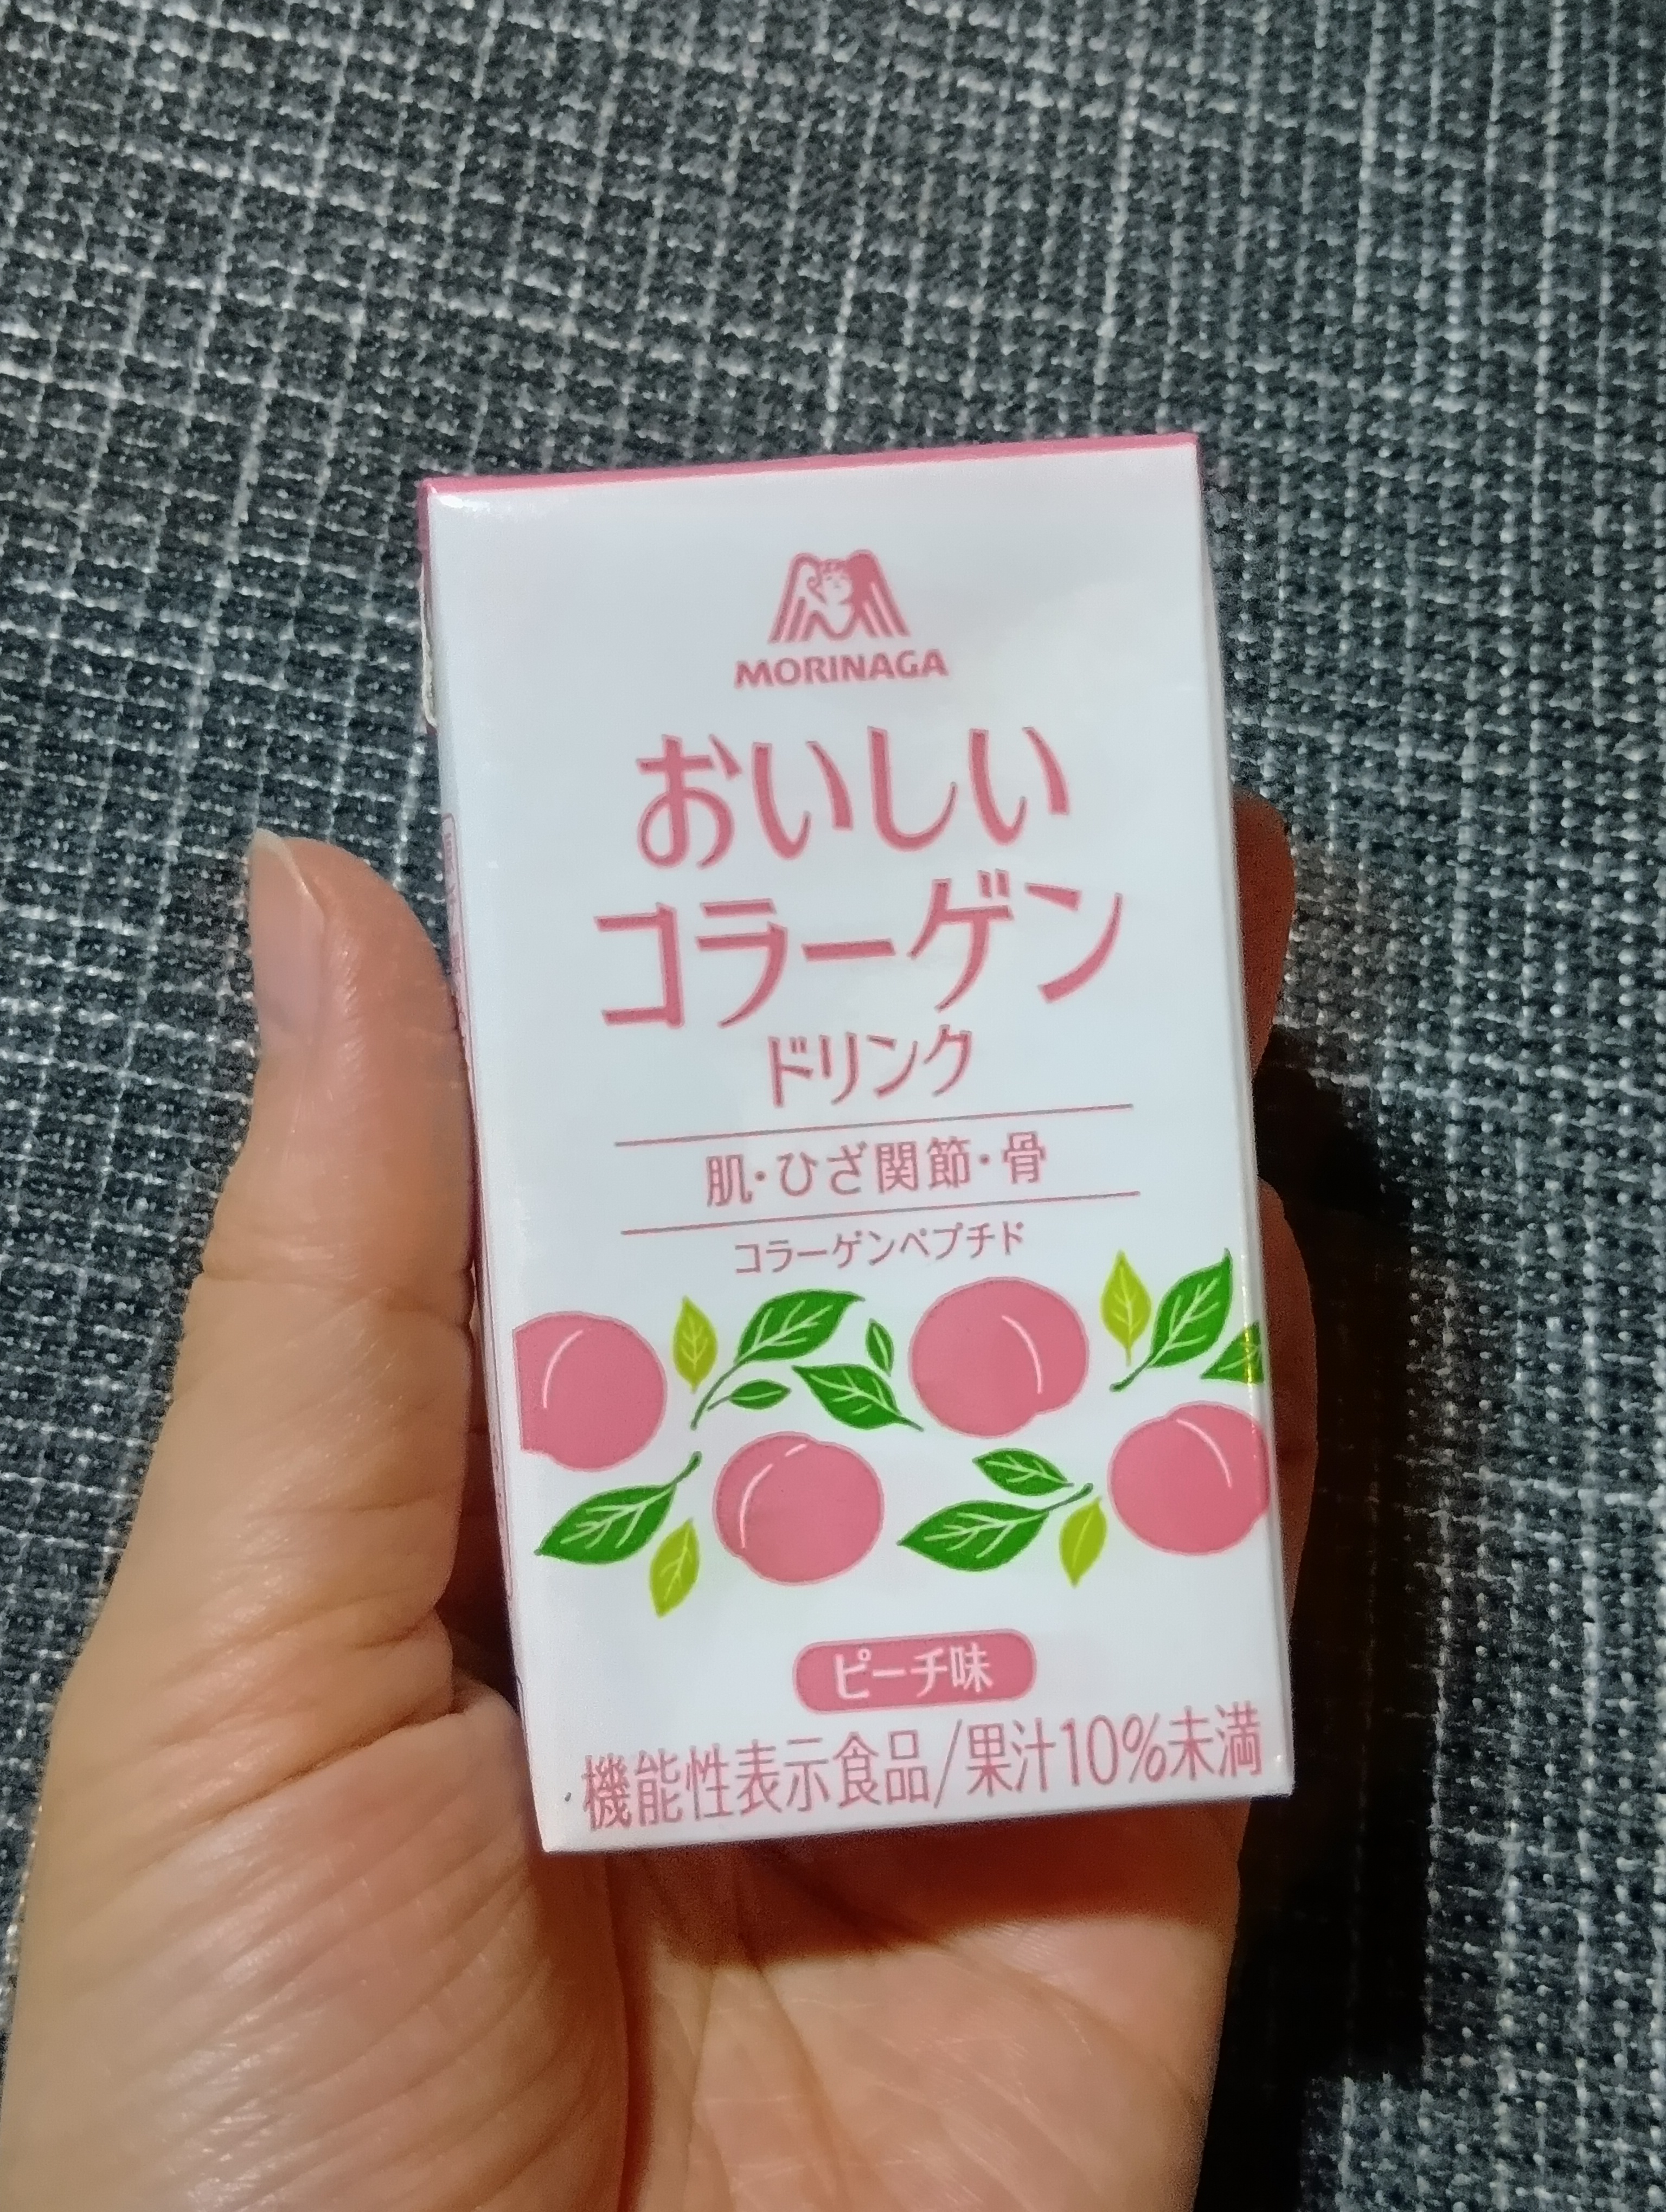 MORINAGA
おいしい
コラーゲン
ドリンク
肌・ひざ関節・骨
コラーゲンペプチド
ピーチ味
機能性表示食品/果汁10%未満